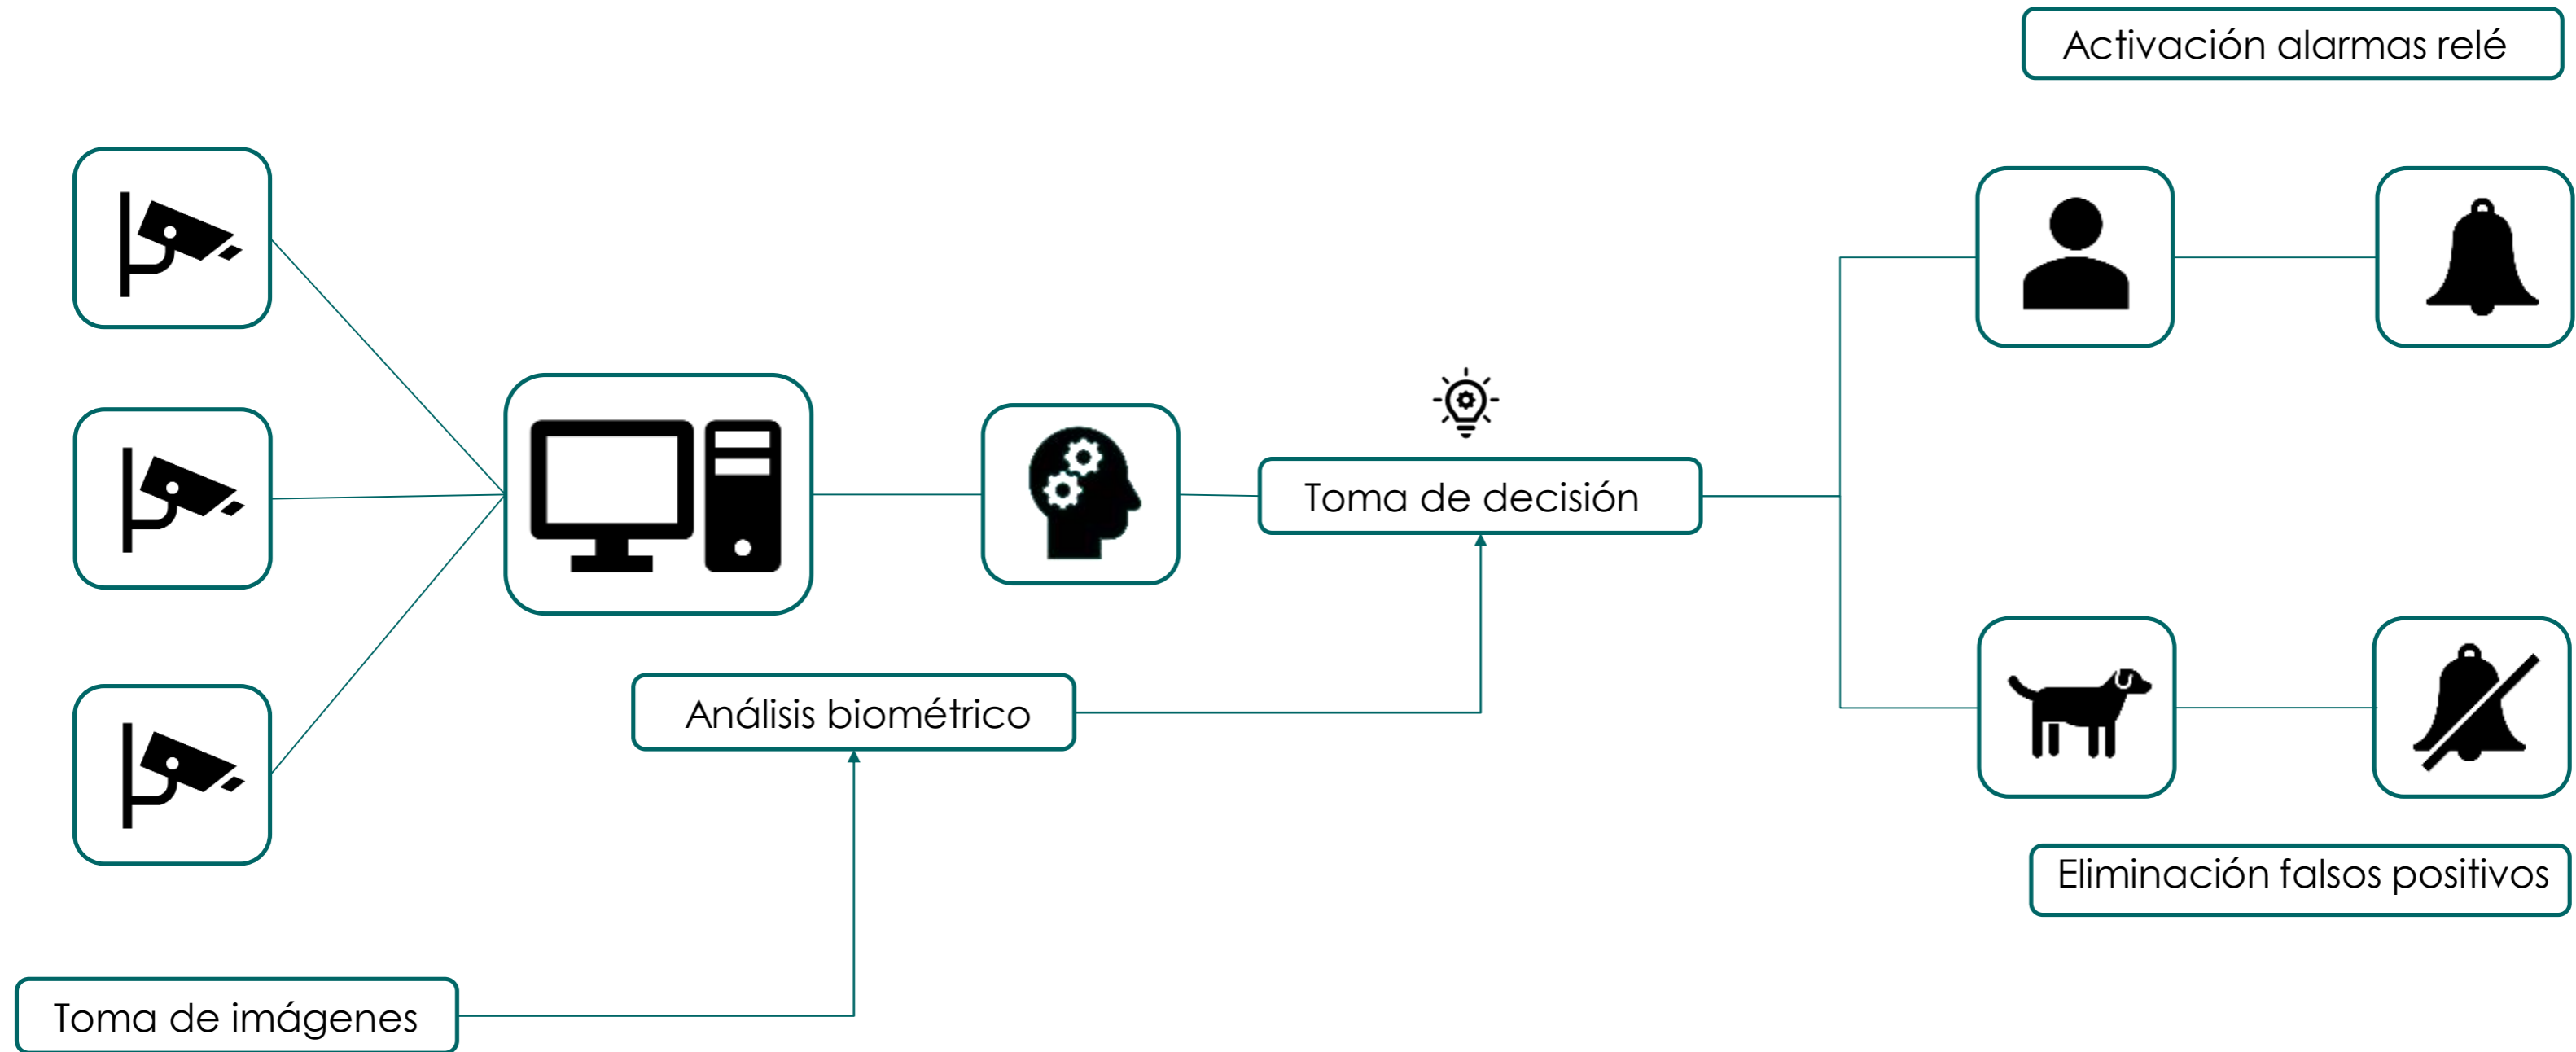 Activación alarmas relé
Toma de decisión
Análisis biométrico
Eliminación falsos positivos
Toma de imágenes